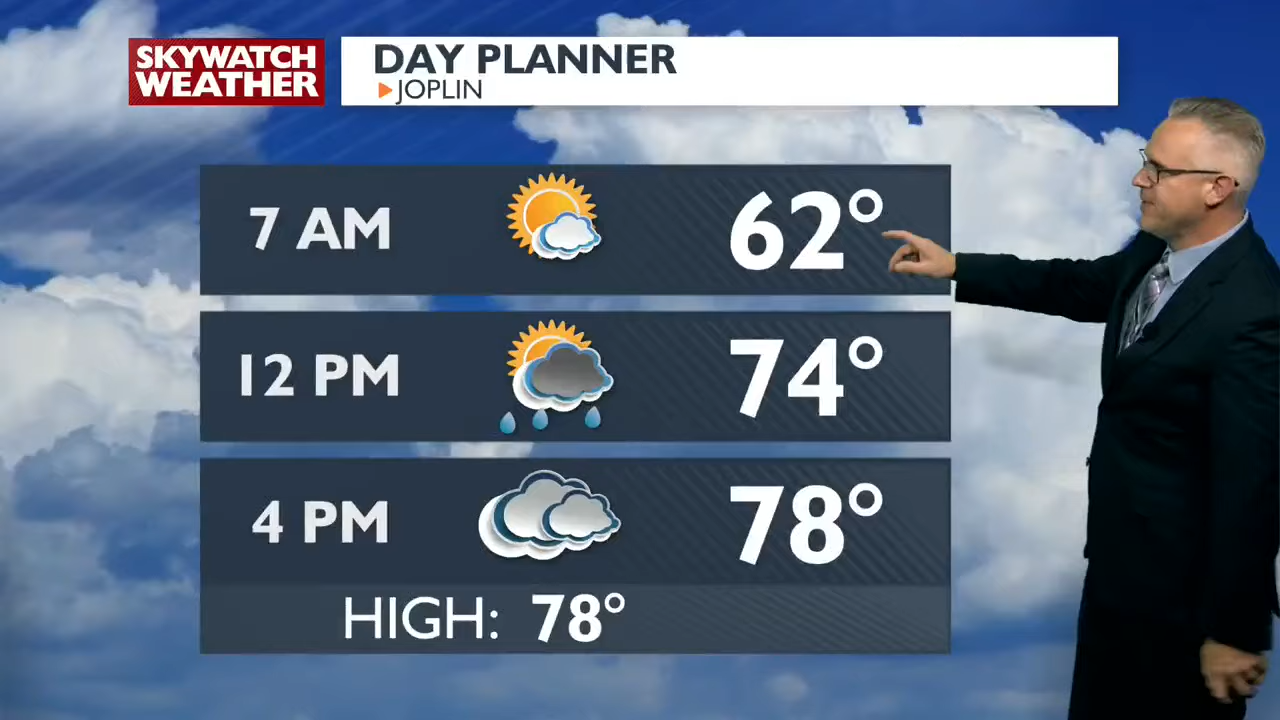 SKYWATCH
WEATHER
DAY PLANNER
JOPLIN
7 AM 62°
12 PM 74°
4 PM 78°
HIGH: 78°